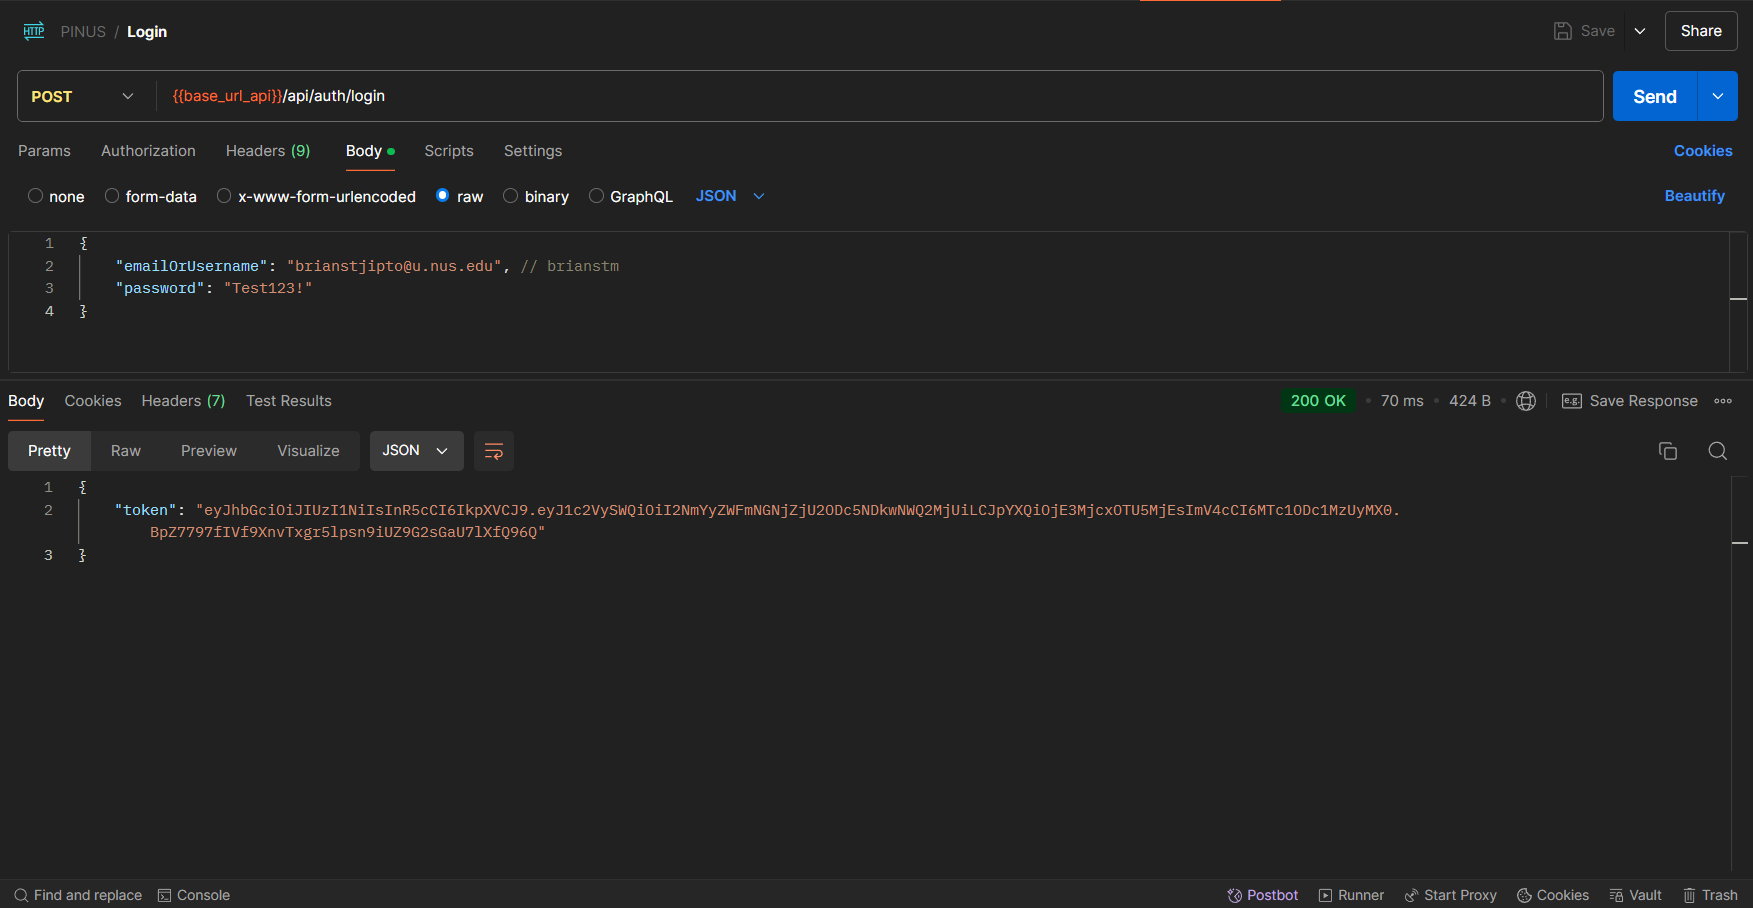 HTTP PINUS / Login Save Share
POST {{base_url_api}}/api/auth/login Send
Params Authorization Headers (9) Body Scripts Settings Cookies
none form-data x-www-form-urlencoded raw binary GraphQL JSON Beautify
1 {
2 "emailOrUsername": "brianstjipto@u.nus.edu", // brianstm
3 "password": "Test123!"
4 }
Body Cookies Headers (7) Test Results 200 OK • 70 ms • 424 B • e.g. Save Response
Pretty Raw Preview Visualize JSON
1 {
2 "token": "eyJhbGciOiJIUzI1NiIsInR5cCI6IkpXVCJ9.eyJ1c2VySWQiOiI2NmYyZWFmNGNjZjU2ODc5NDkwNWQ2MjUiLCJpYXQiOjE3MjcxOTU5MjEsImV4cCI6MTc1ODc1MzUyMX0.
BpZ7797fIVf9XnvTxgr5lpsn9iUZ9G2sGaU7lXfQ96Q"
3 }
Find and replace Console Postbot Runner Start Proxy Cookies Vault Trash